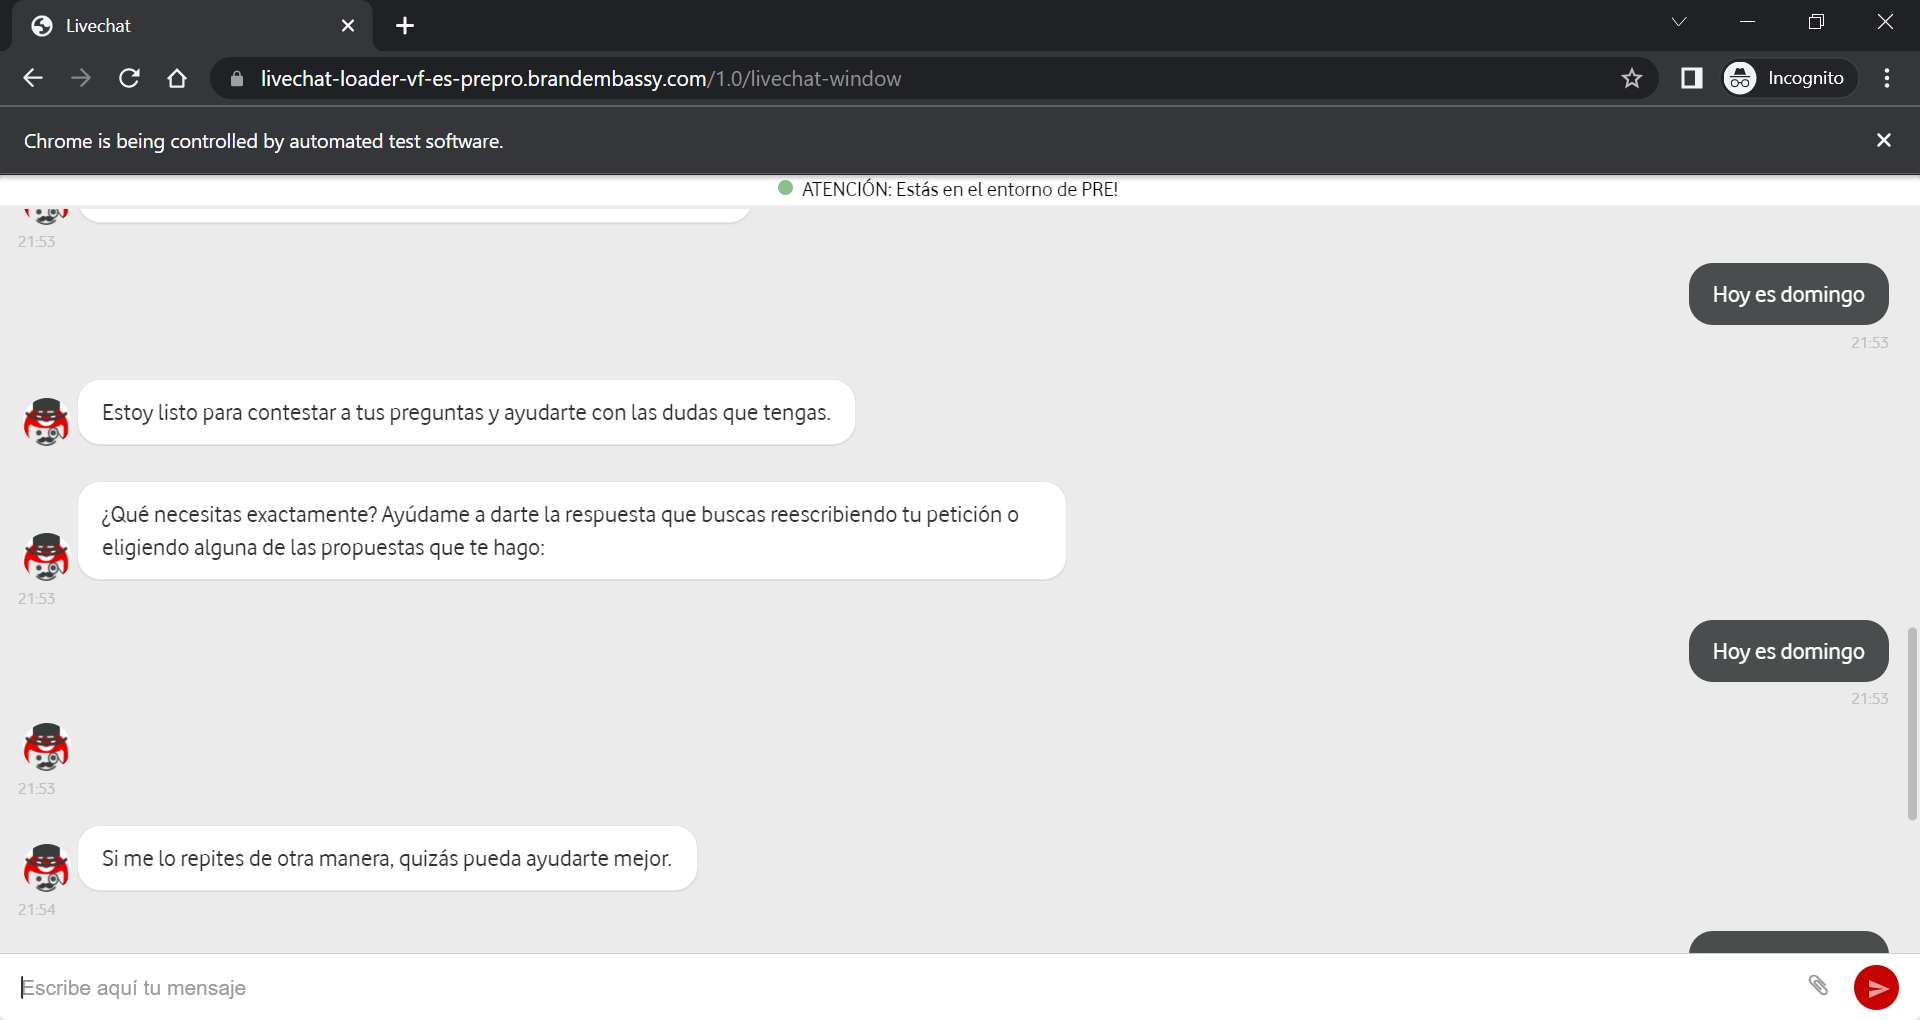 Livechat
livechat-loader-vf-es-prepro.brandembassy.com/1.0/livechat-window
Incognito
Chrome is being controlled by automated test software.
ATENCIÓN: Estás en el entorno de PRE!
21:53
Hoy es domingo
21:53
Estoy listo para contestar a tus preguntas y ayudarte con las dudas que tengas.
¿Qué necesitas exactamente? Ayúdame a darte la respuesta que buscas reescribiendo tu petición o
eligiendo alguna de las propuestas que te hago:
21:53
Hoy es domingo
21:53
21:53
Si me lo repites de otra manera, quizás pueda ayudarte mejor.
21:54
Escribe aquí tu mensaje